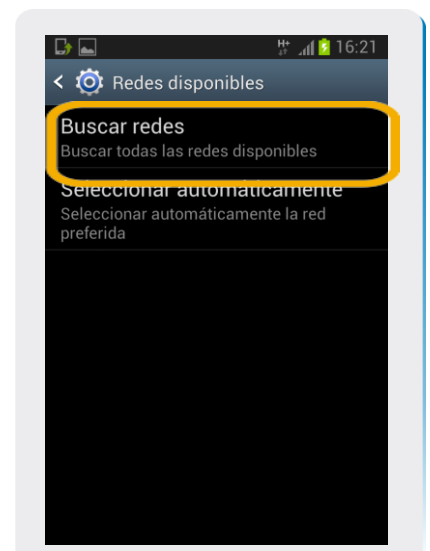 H+ 16:21
Redes disponibles
Buscar redes
Buscar todas las redes disponibles
Seleccionar automáticamente
Seleccionar automáticamente la red
preferida